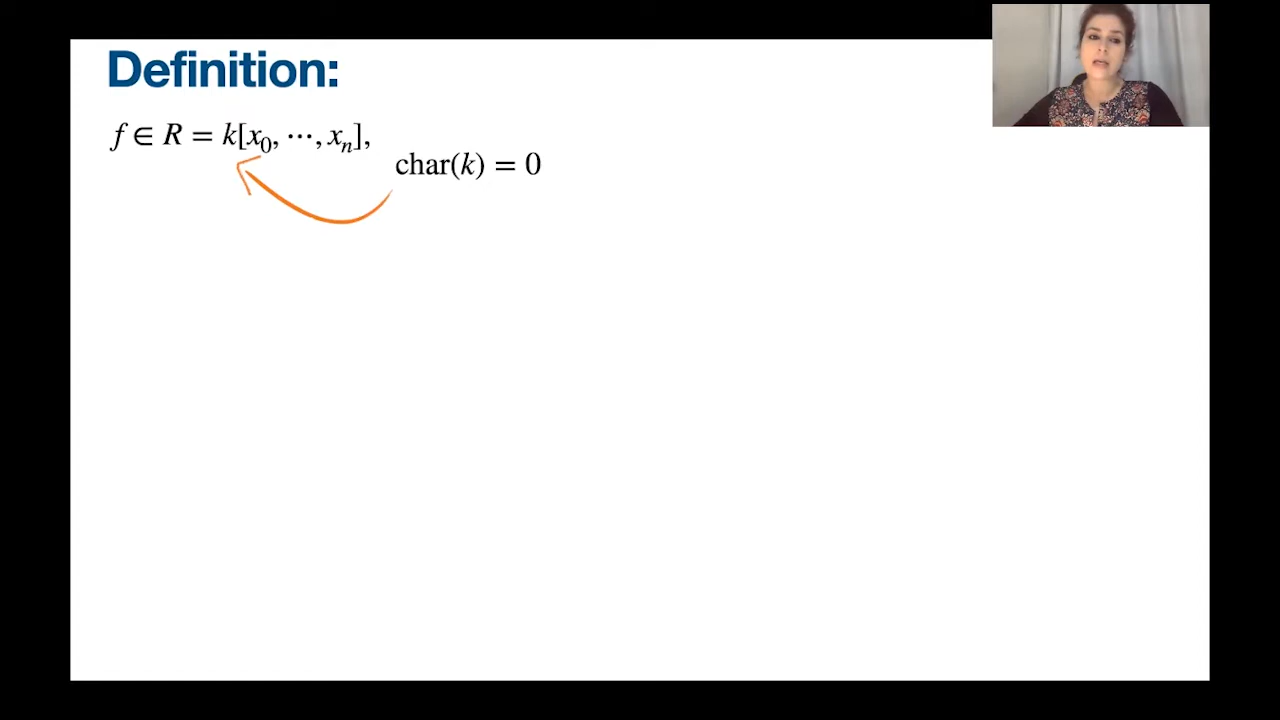 Definition:
f ∈ R = k[x₀, ⋯, xₙ],
char(k) = 0